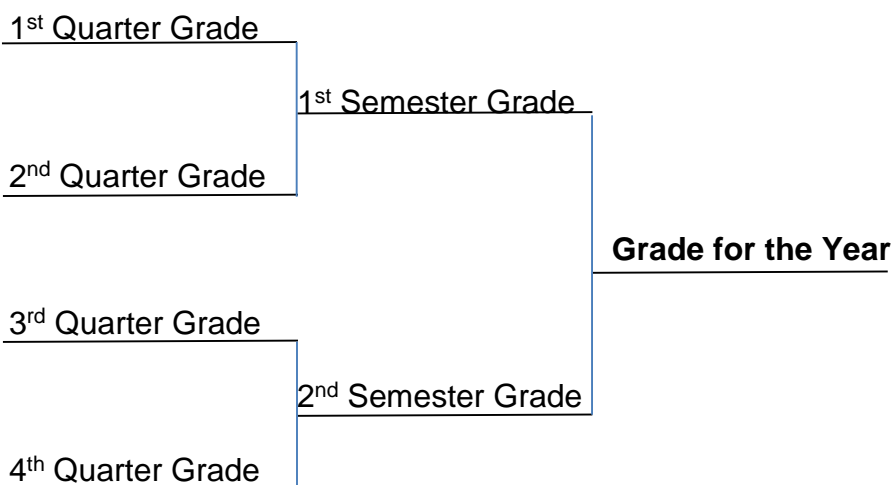 1st Quarter Grade
1st Semester Grade
2nd Quarter Grade
Grade for the Year
3rd Quarter Grade
2nd Semester Grade
4th Quarter Grade